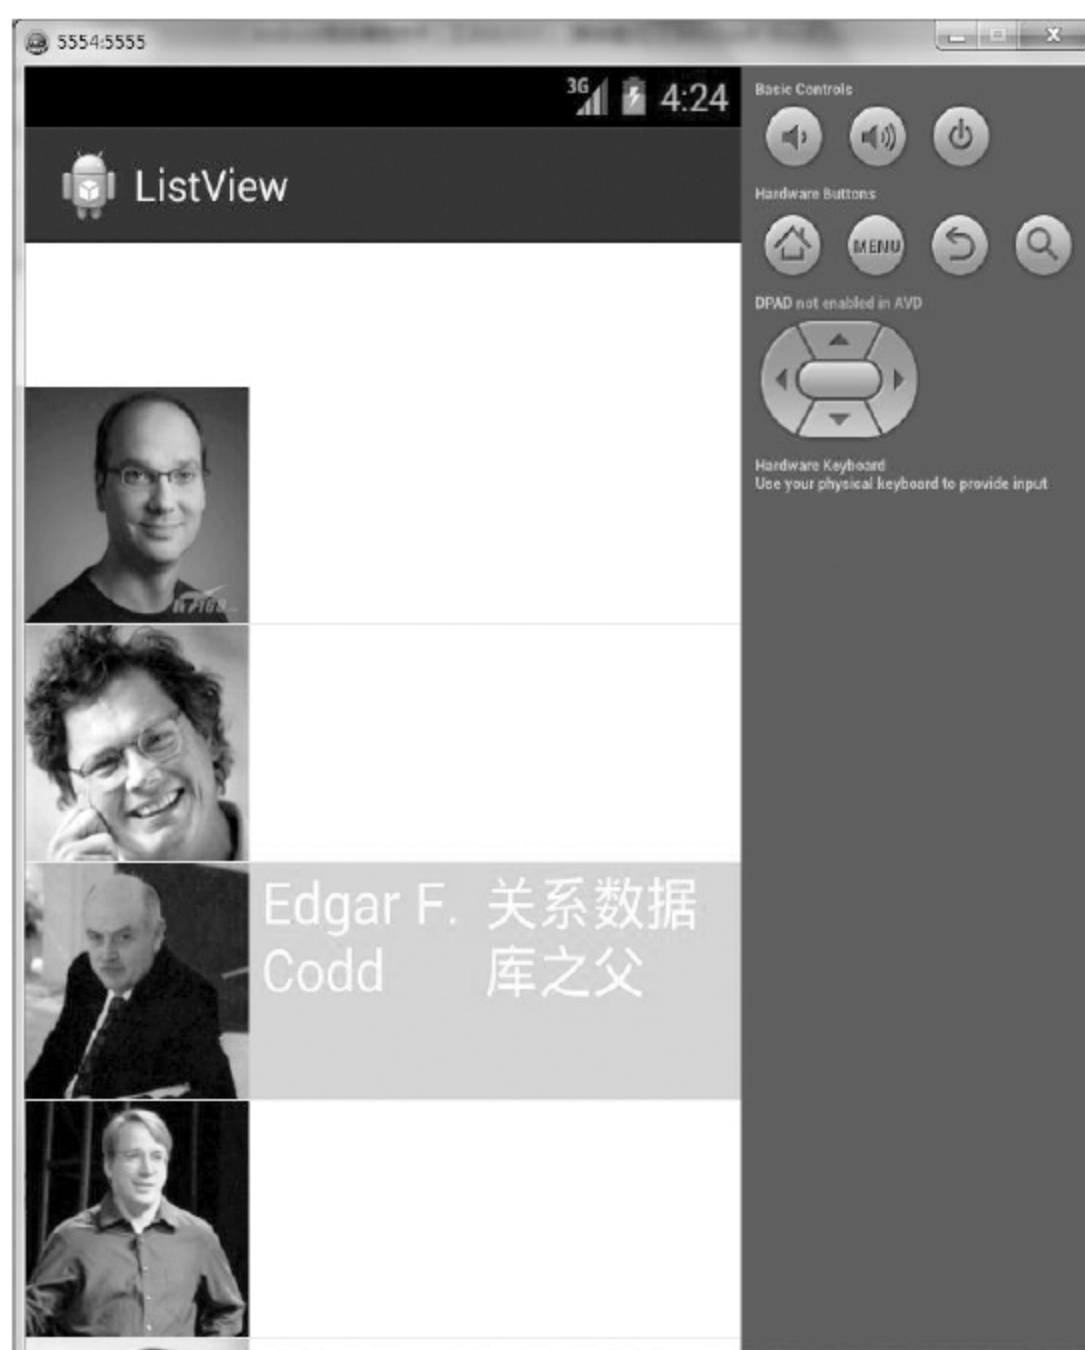 5554:5555
3G
4:24
ListView
Edgar F.
Codd
关系数据
库之父
Basic Controls
Hardware Buttons
MENU
DPAD not enabled in AVD
Hardware Keyboard
Use your physical keyboard to provide input